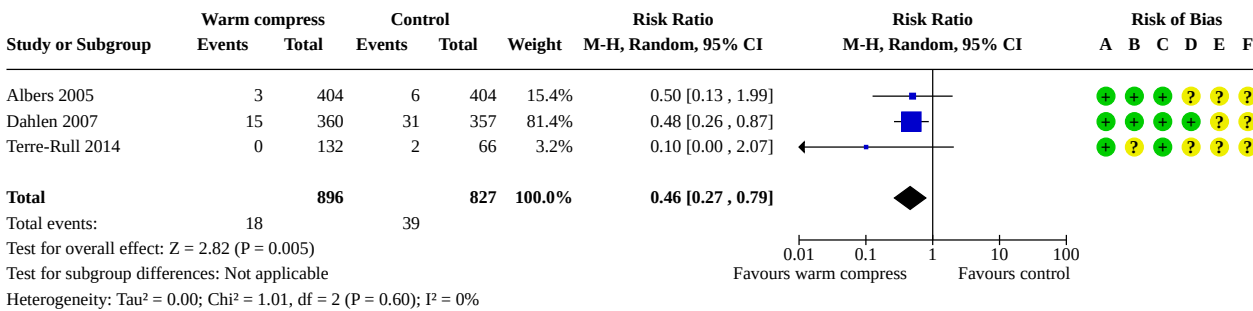 Warm compress Control Risk Ratio Risk Ratio Risk of Bias
Study or Subgroup Events Total Events Total Weight M-H, Random, 95% CI M-H, Random, 95% CI A B C D E F
Albers 2005 3 404 6 404 15.4% 0.50 [0.13 , 1.99] + + + ? ? ?
Dahlen 2007 15 360 31 357 81.4% 0.48 [0.26 , 0.87] + + + + ? ?
Terre-Rull 2014 0 132 2 66 3.2% 0.10 [0.00 , 2.07] + ? + ? ? ?
Total 896 827 100.0% 0.46 [0.27 , 0.79]
Total events: 18 39
Test for overall effect: Z = 2.82 (P = 0.005) 0.01 0.1 1 10 100
Test for subgroup differences: Not applicable Favours warm compress Favours control
Heterogeneity: Tau² = 0.00; Chi² = 1.01, df = 2 (P = 0.60); I² = 0%